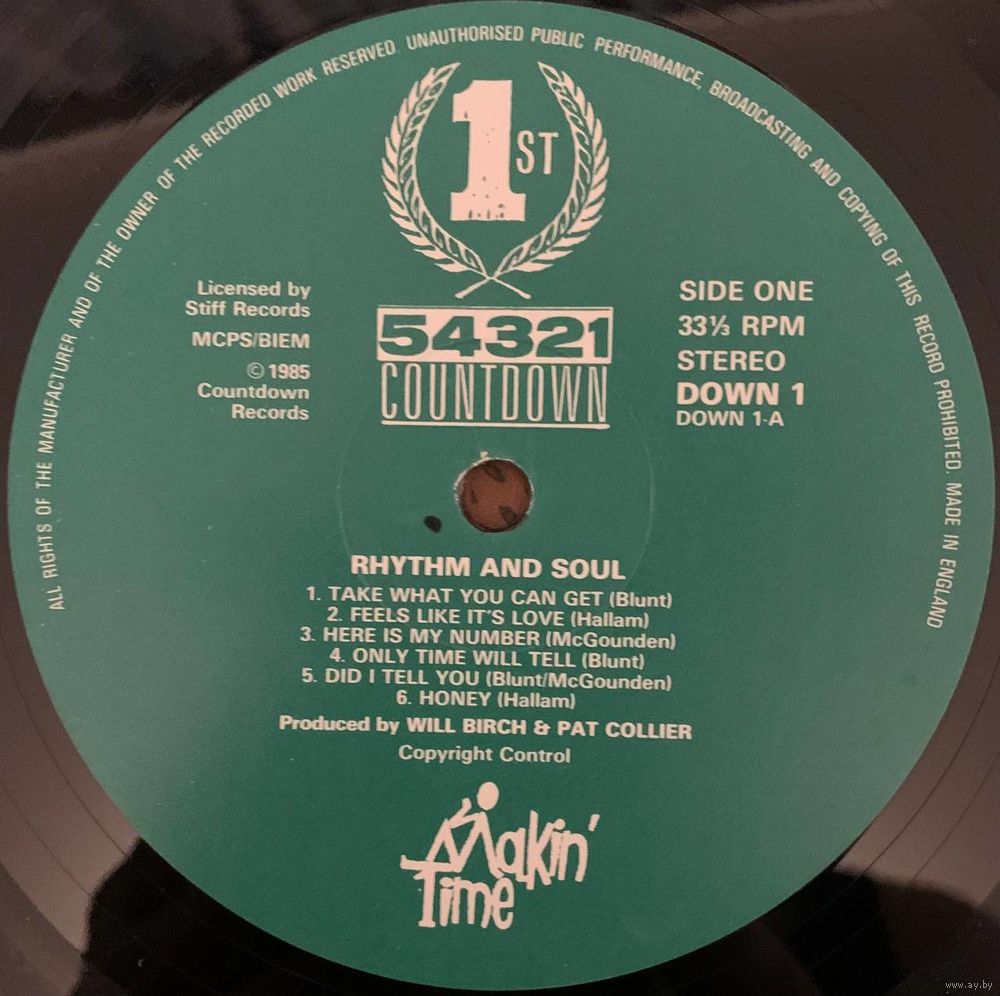 ALL RIGHTS OF THE MANUFACTURER AND OF THE OWNER OF THE RECORDED WORK RESERVED. UNAUTHORISED PUBLIC PERFORMANCE, BROADCASTING AND COPYING OF THIS RECORD PROHIBITED. MADE IN ENGLAND
1ST
Licensed by
Stiff Records
MCPS/BIEM
© 1985
Countdown
Records
54321
COUNTDOWN
SIDE ONE
33⅓ RPM
STEREO
DOWN 1
DOWN 1-A
RHYTHM AND SOUL
1. TAKE WHAT YOU CAN GET (Blunt)
2. FEELS LIKE IT'S LOVE (Hallam)
3. HERE IS MY NUMBER (McGounden)
4. ONLY TIME WILL TELL (Blunt)
5. DID I TELL YOU (Blunt/McGounden)
6. HONEY (Hallam)
Produced by WILL BIRCH & PAT COLLIER
Copyright Control
Makin'
Time
www.ay.by